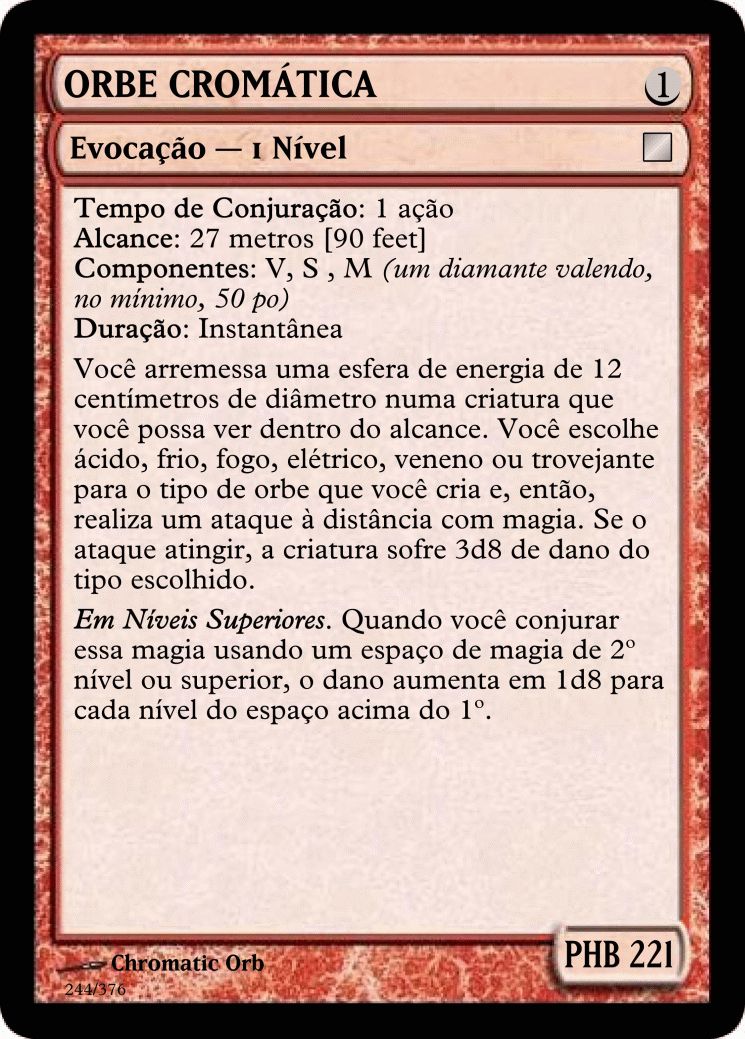 ORBE CROMÁTICA
1
Evocação — 1 Nível
Tempo de Conjuração: 1 ação
Alcance: 27 metros [90 feet]
Componentes: V, S , M (um diamante valendo,
no mínimo, 50 po)
Duração: Instantânea
Você arremessa uma esfera de energia de 12
centímetros de diâmetro numa criatura que
você possa ver dentro do alcance. Você escolhe
ácido, frio, fogo, elétrico, veneno ou trovejante
para o tipo de orbe que você cria e, então,
realiza um ataque à distância com magia. Se o
ataque atingir, a criatura sofre 3d8 de dano do
tipo escolhido.
Em Níveis Superiores. Quando você conjurar
essa magia usando um espaço de magia de 2º
nível ou superior, o dano aumenta em 1d8 para
cada nível do espaço acima do 1º.
PHB 221
Chromatic Orb
244/376